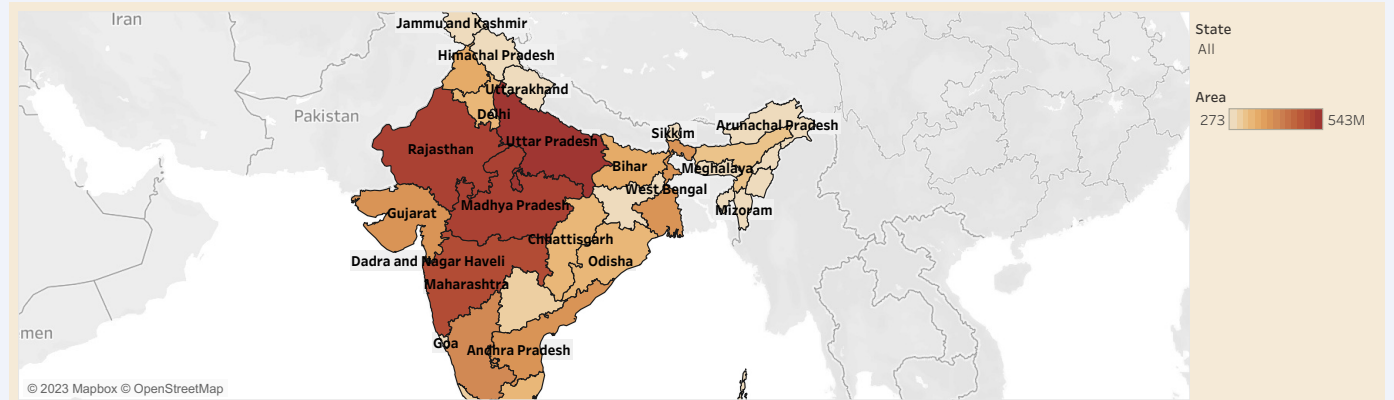 Iran
Jammu and Kashmir
State
All
Himachal Pradesh
Uttarakhand
Area
273
543M
Pakistan
Delhi
Arunachal Pradesh
Sikkim
Uttar Pradesh
Rajasthan
Bihar
Meghalaya
West Bengal
Madhya Pradesh
Mizoram
Gujarat
Chhattisgarh
Dadra and Nagar Haveli
Odisha
Maharashtra
men
Goa
Andhra Pradesh
© 2023 Mapbox © OpenStreetMap